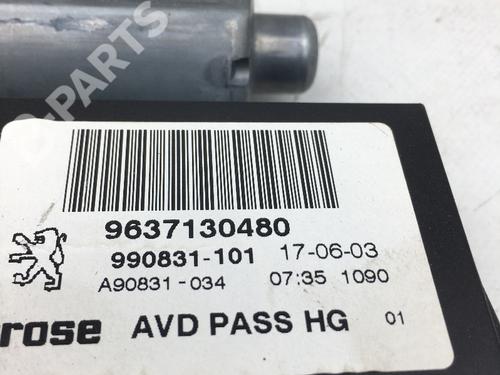 B-PARTS
9637130480
990831-101 17-06-03
A90831-034 07:35 1090
rose AVD PASS HG 01